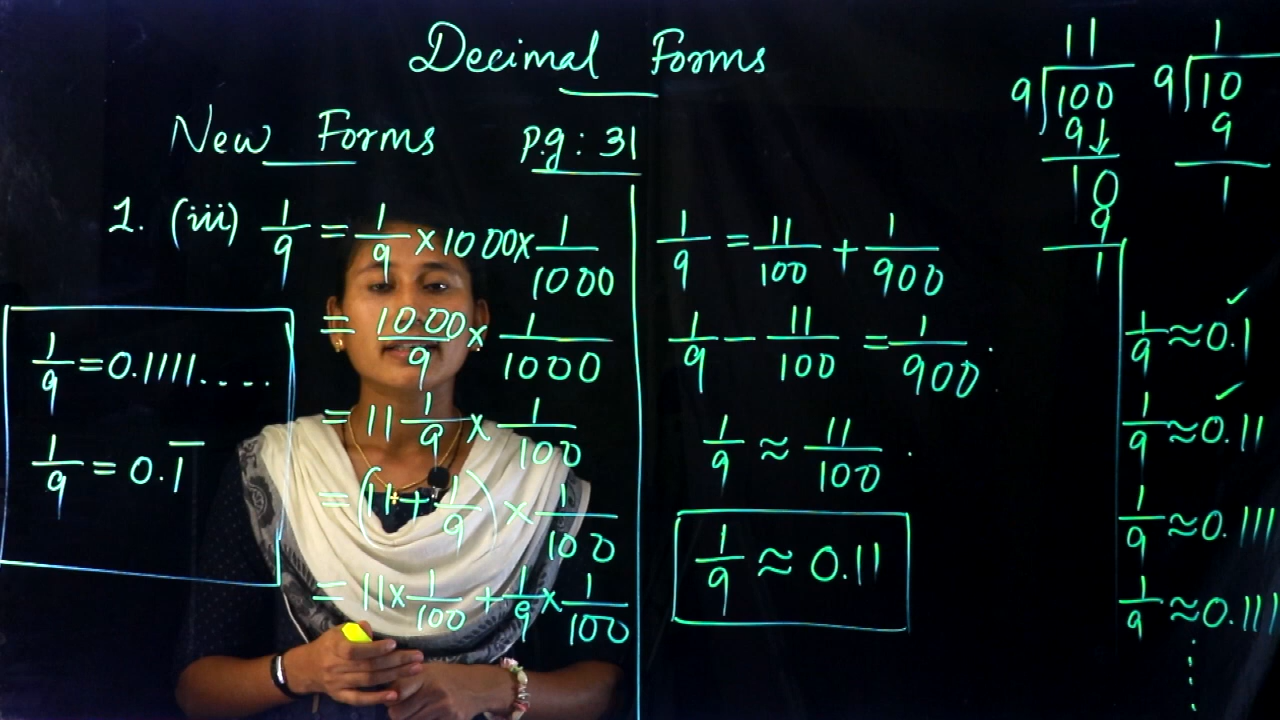 Decimal Forms
New Forms p.g : 31
1. (iii) 1/9 = 1/9 × 1000 × 1/1000
= 1000/9 × 1/1000
= 11 1/9 × 1/100
= (11 + 1/9) × 1/100
= 11 × 1/100 + 1/9 × 1/100
1/9 = 0.1111....
1/9 = 0.1̅
1/9 = 11/100 + 1/900
1/9 − 11/100 = 1/900.
1/9 ≈ 11/100.
1/9 ≈ 0.11
11
9)100
9↓
10
9
1
1
9)10
9
1
1/9 ≈ 0.1 ✓
1/9 ≈ 0.11 ✓
1/9 ≈ 0.111
1/9 ≈ 0.111
⋮